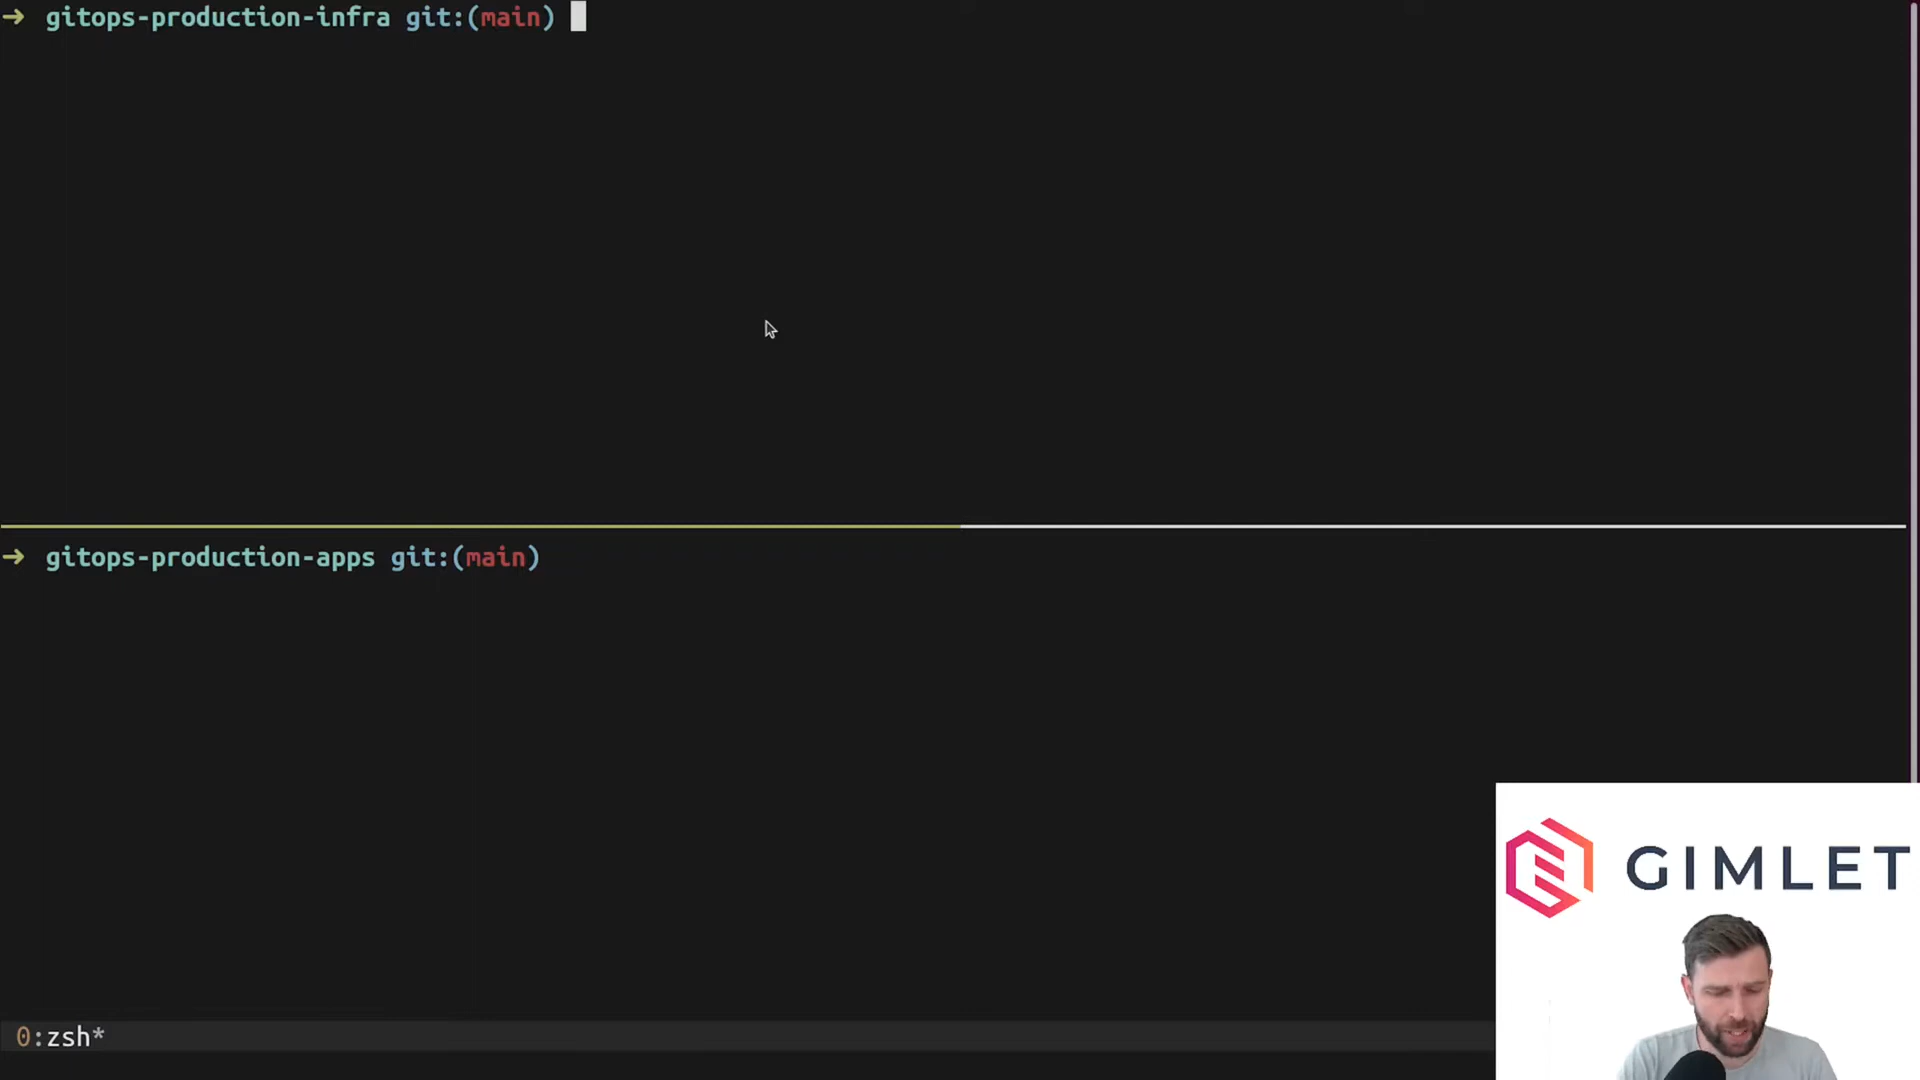 ➜ gitops-production-infra git:(main)
➜ gitops-production-apps git:(main)
GIMLET
0:zsh*